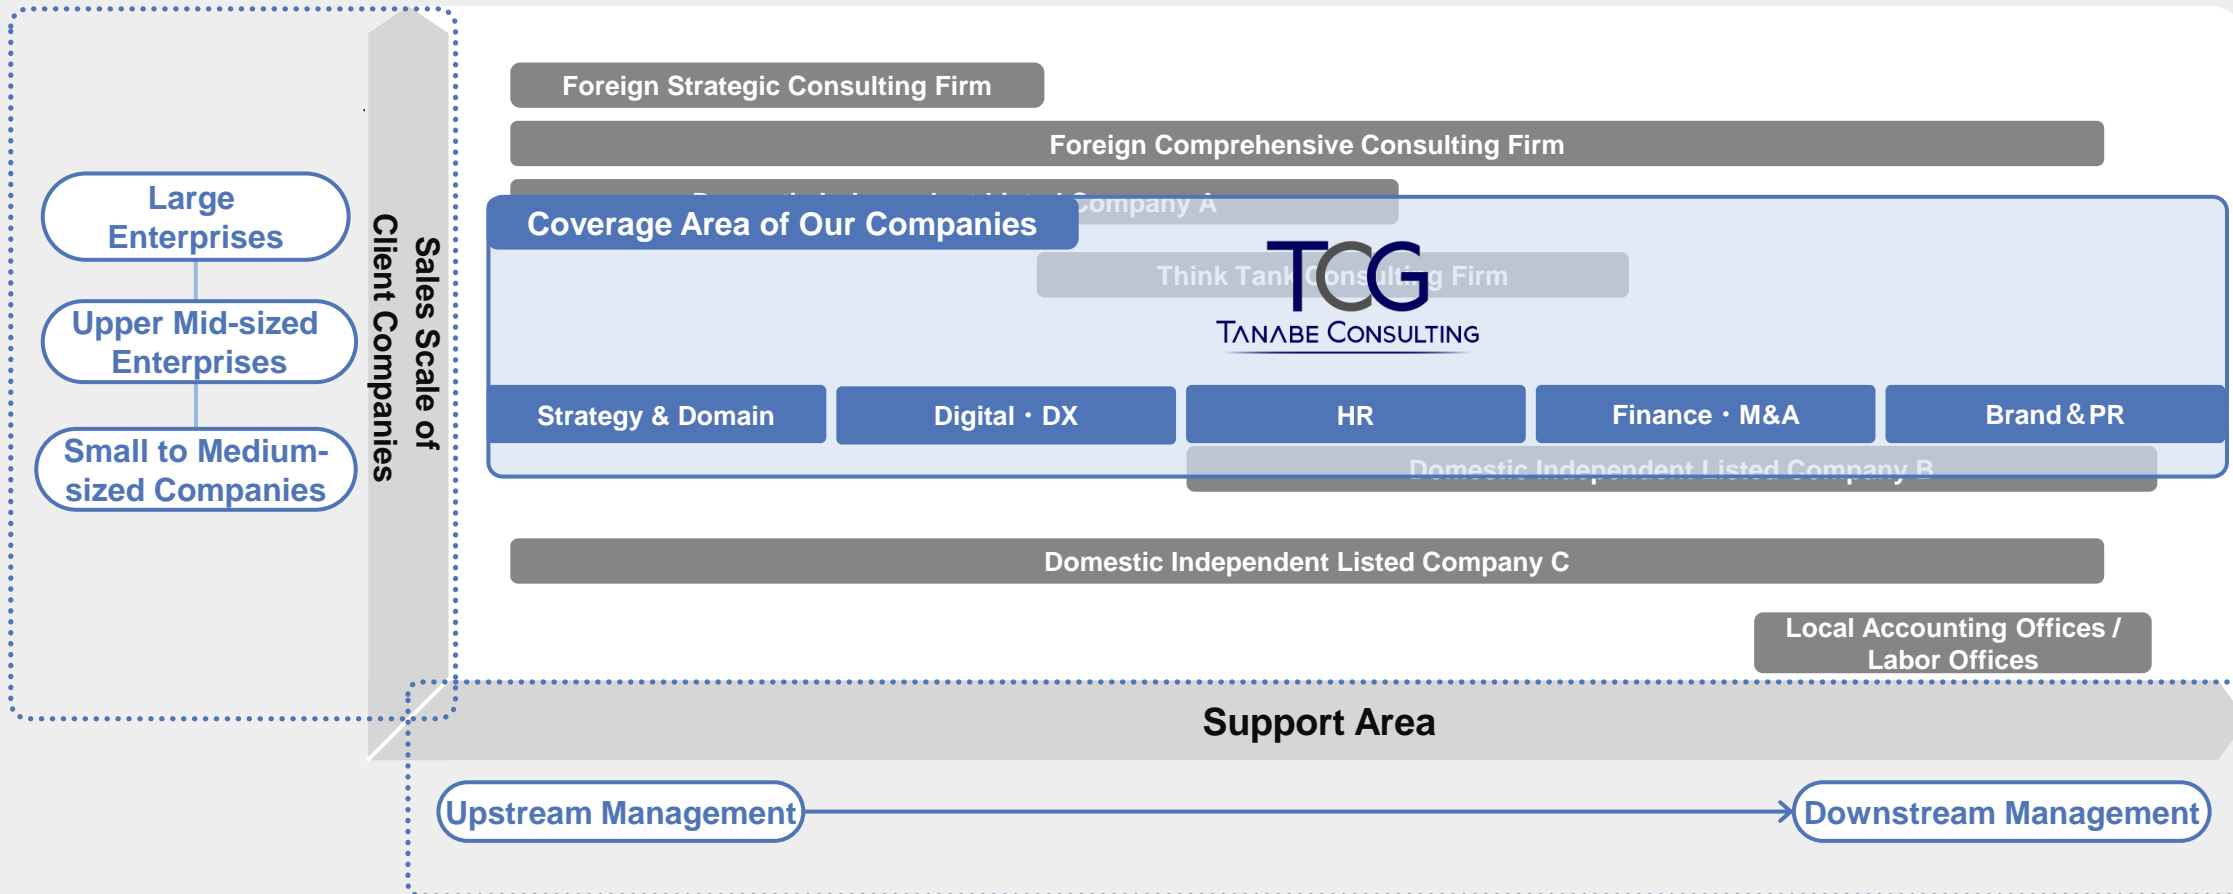 Foreign Strategic Consulting Firm
Foreign Comprehensive Consulting Firm
Company A
Coverage Area of Our Companies
Think Tank Consulting Firm
TCG
TANABE CONSULTING
Large
Enterprises
Upper Mid-sized
Enterprises
Small to Medium-
sized Companies
Sales Scale of
Client Companies
Strategy & Domain
Digital・DX
HR
Finance・M&A
Brand＆PR
Domestic Independent Listed Company B
Domestic Independent Listed Company C
Local Accounting Offices /
Labor Offices
Support Area
Upstream Management
Downstream Management